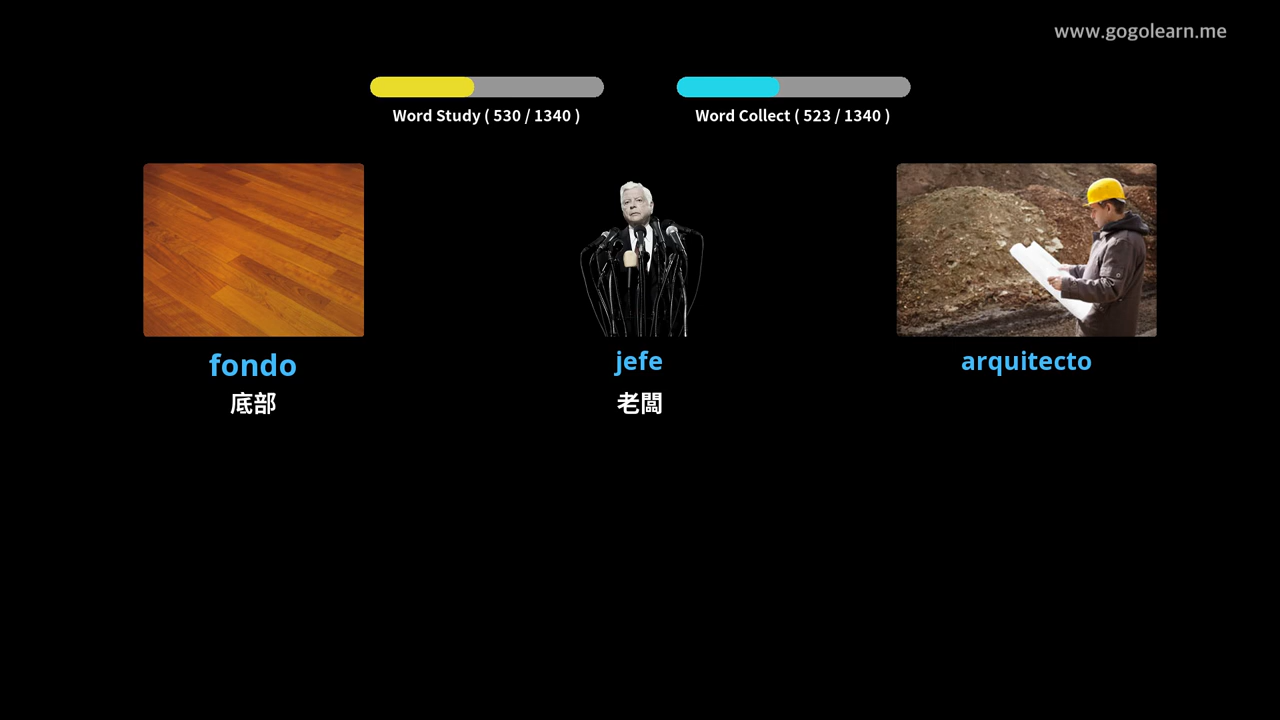 www.gogolearn.me
Word Study ( 530 / 1340 )
Word Collect ( 523 / 1340 )
fondo
底部
jefe
老闆
arquitecto